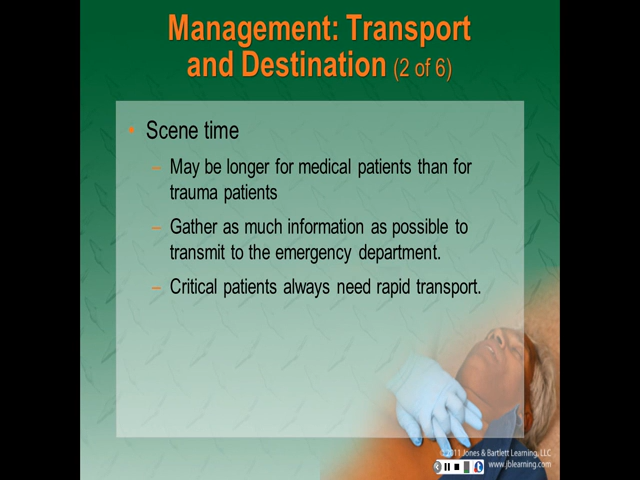 Management: Transport
and Destination (2 of 6)
• Scene time
– May be longer for medical patients than for
trauma patients
– Gather as much information as possible to
transmit to the emergency department.
– Critical patients always need rapid transport.
© 2011 Jones & Bartlett Learning, LLC
www.jblearning.com